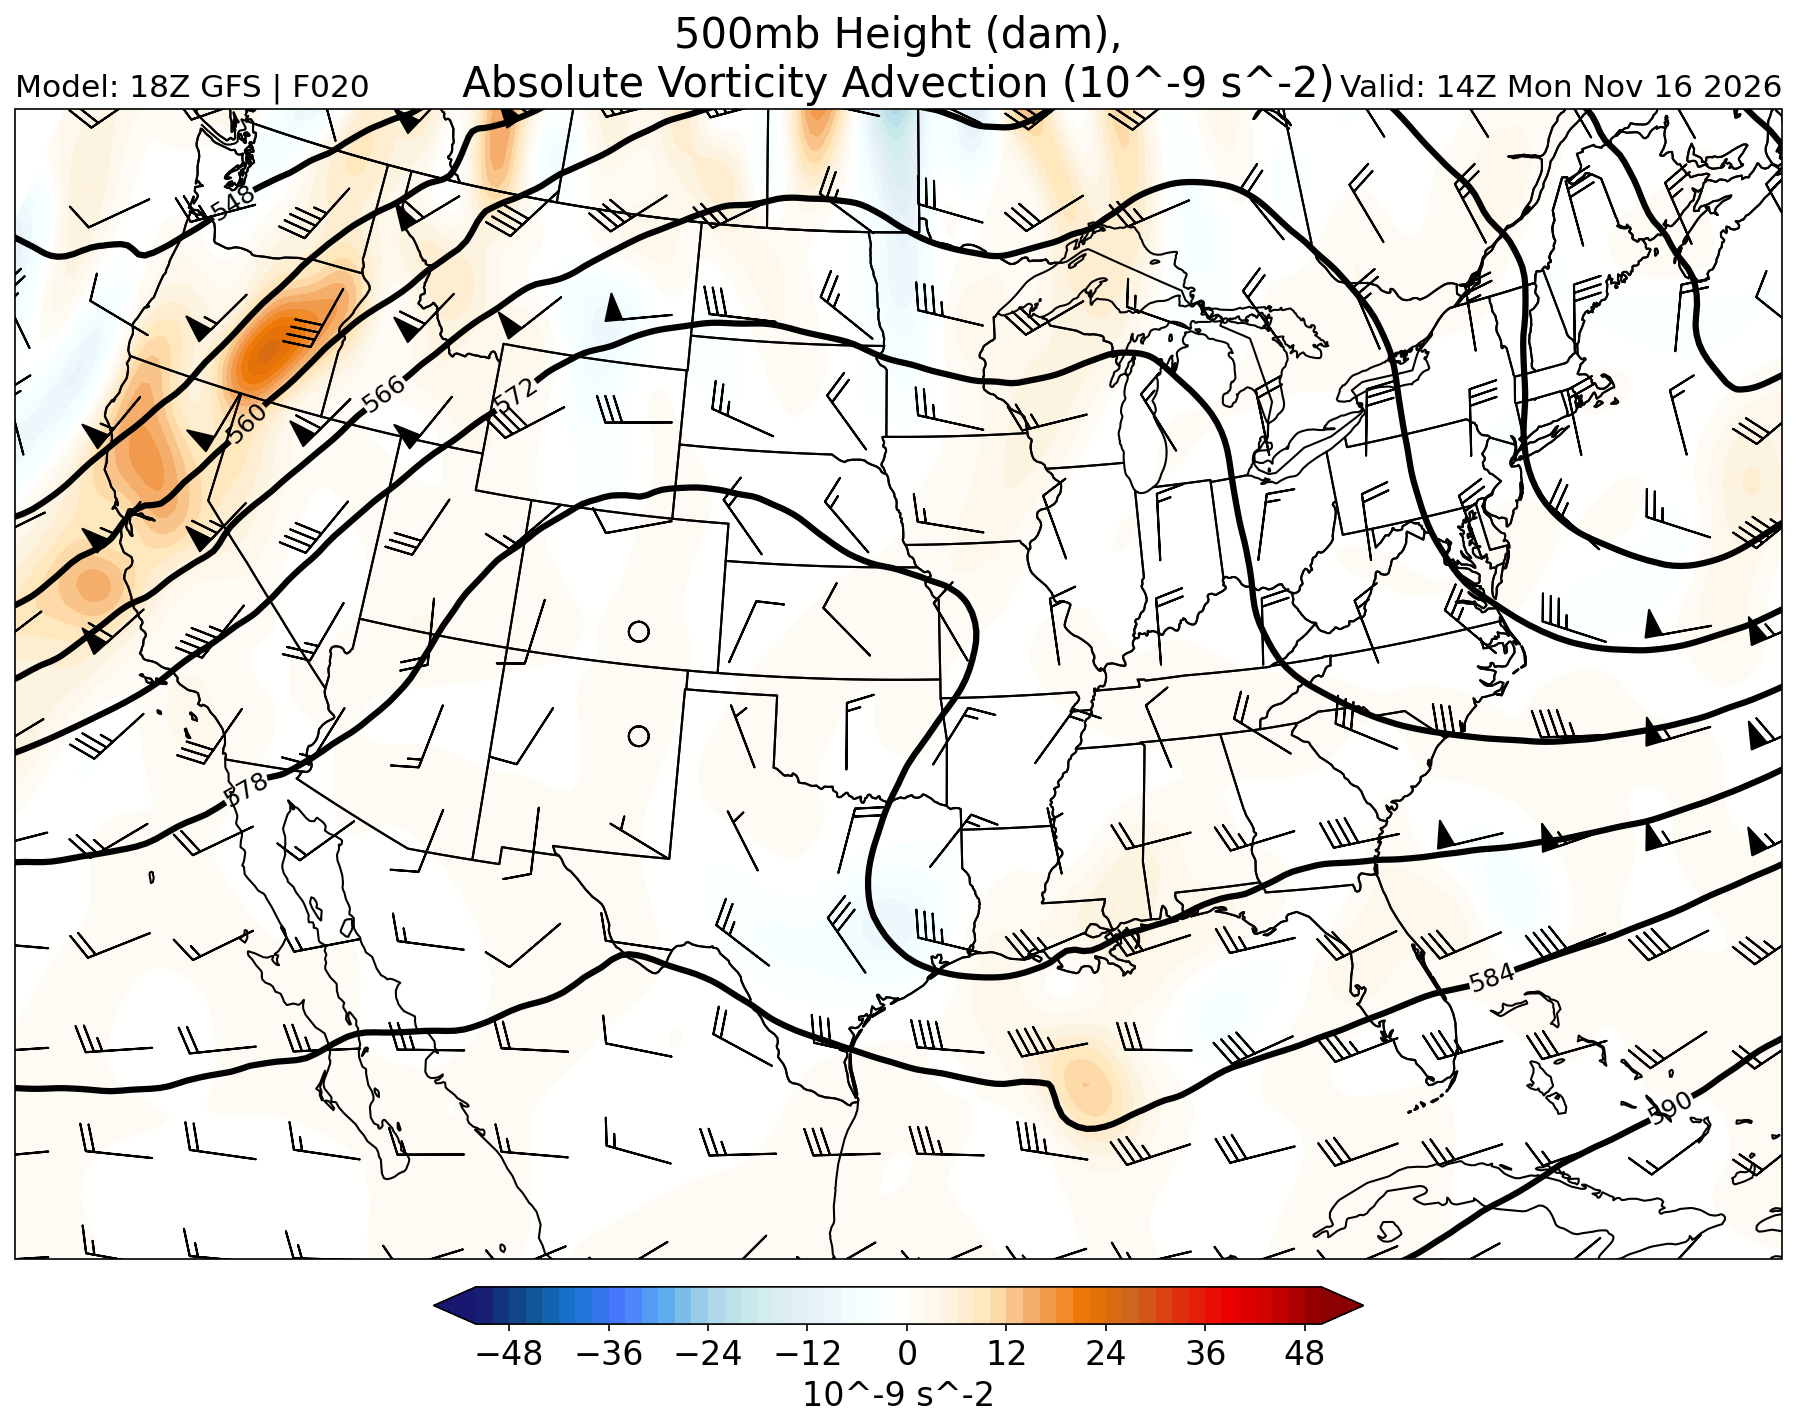 500mb Height (dam),
Model: 18Z GFS | F020
Absolute Vorticity Advection (10^-9 s^-2)
Valid: 14Z Mon Nov 16 2026
548
566
572
560
578
584
590
−48 −36 −24 −12 0 12 24 36 48
10^-9 s^-2